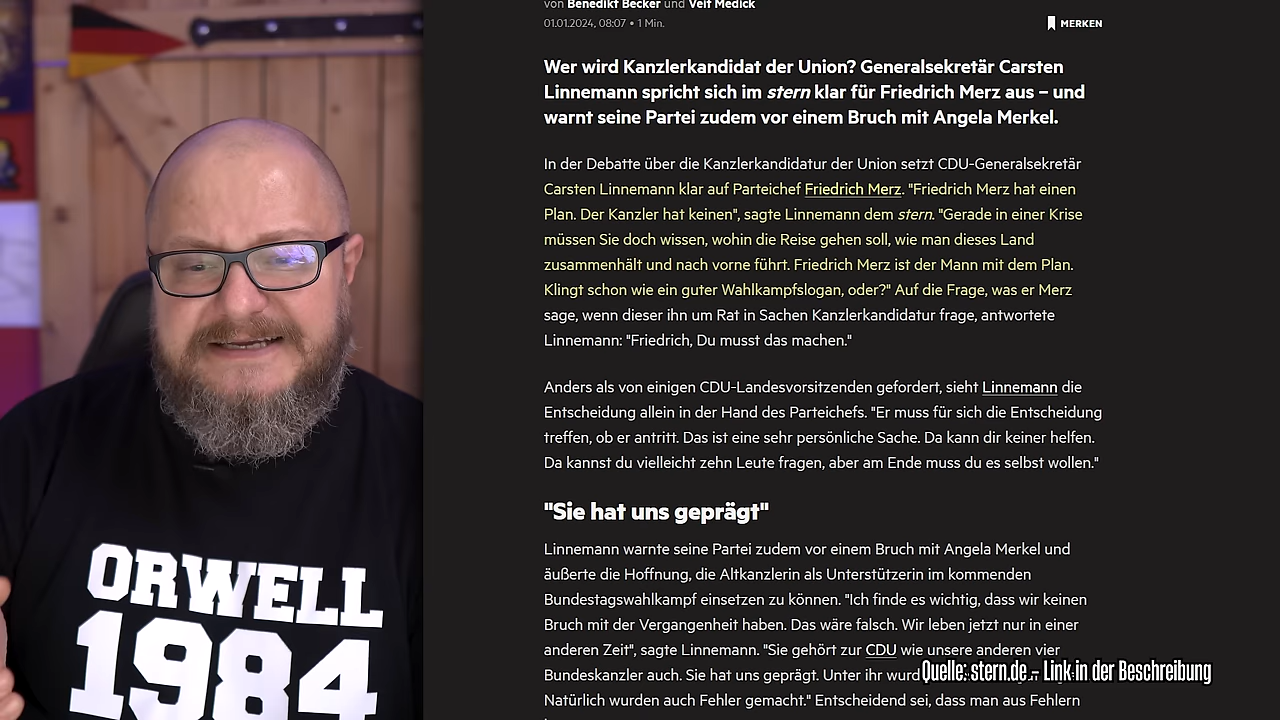 von Benedikt Becker und Veit Medick
01.01.2024, 08:07 • 1 Min.
MERKEN
Wer wird Kanzlerkandidat der Union? Generalsekretär Carsten
Linnemann spricht sich im stern klar für Friedrich Merz aus – und
warnt seine Partei zudem vor einem Bruch mit Angela Merkel.
In der Debatte über die Kanzlerkandidatur der Union setzt CDU-Generalsekretär
Carsten Linnemann klar auf Parteichef Friedrich Merz. "Friedrich Merz hat einen
Plan. Der Kanzler hat keinen", sagte Linnemann dem stern. "Gerade in einer Krise
müssen Sie doch wissen, wohin die Reise gehen soll, wie man dieses Land
zusammenhält und nach vorne führt. Friedrich Merz ist der Mann mit dem Plan.
Klingt schon wie ein guter Wahlkampfslogan, oder?" Auf die Frage, was er Merz
sage, wenn dieser ihn um Rat in Sachen Kanzlerkandidatur frage, antwortete
Linnemann: "Friedrich, Du musst das machen."
Anders als von einigen CDU-Landesvorsitzenden gefordert, sieht Linnemann die
Entscheidung allein in der Hand des Parteichefs. "Er muss für sich die Entscheidung
treffen, ob er antritt. Das ist eine sehr persönliche Sache. Da kann dir keiner helfen.
Da kannst du vielleicht zehn Leute fragen, aber am Ende muss du es selbst wollen."
"Sie hat uns geprägt"
Linnemann warnte seine Partei zudem vor einem Bruch mit Angela Merkel und
äußerte die Hoffnung, die Altkanzlerin als Unterstützerin im kommenden
Bundestagswahlkampf einsetzen zu können. "Ich finde es wichtig, dass wir keinen
Bruch mit der Vergangenheit haben. Das wäre falsch. Wir leben jetzt nur in einer
anderen Zeit", sagte Linnemann. "Sie gehört zur CDU wie unsere anderen vier
Bundeskanzler auch. Sie hat uns geprägt. Unter ihr
Natürlich wurden auch Fehler gemacht." Entscheidend sei, dass man aus Fehlern
Quelle: stern.de – Link in der Beschreibung
ORWELL
1984